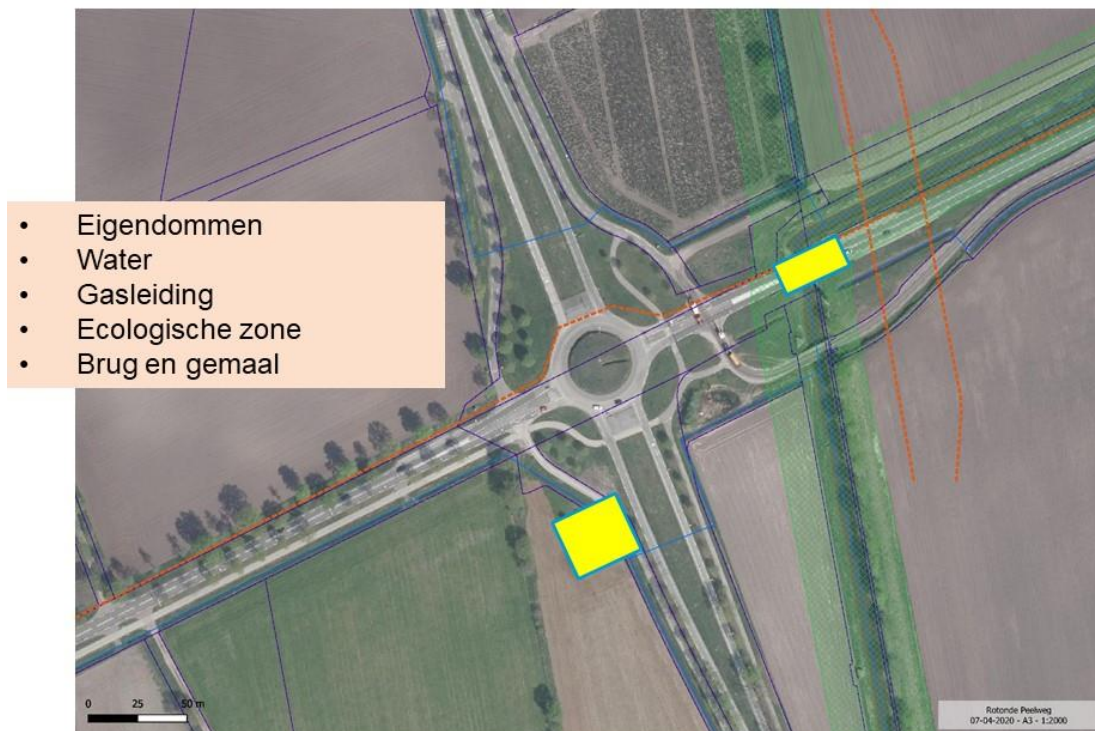 • Eigendommen
• Water
• Gasleiding
• Ecologische zone
• Brug en gemaal
0 25 50 m
Rotonde Peelweg
07-04-2020 - A3 - 1:2000